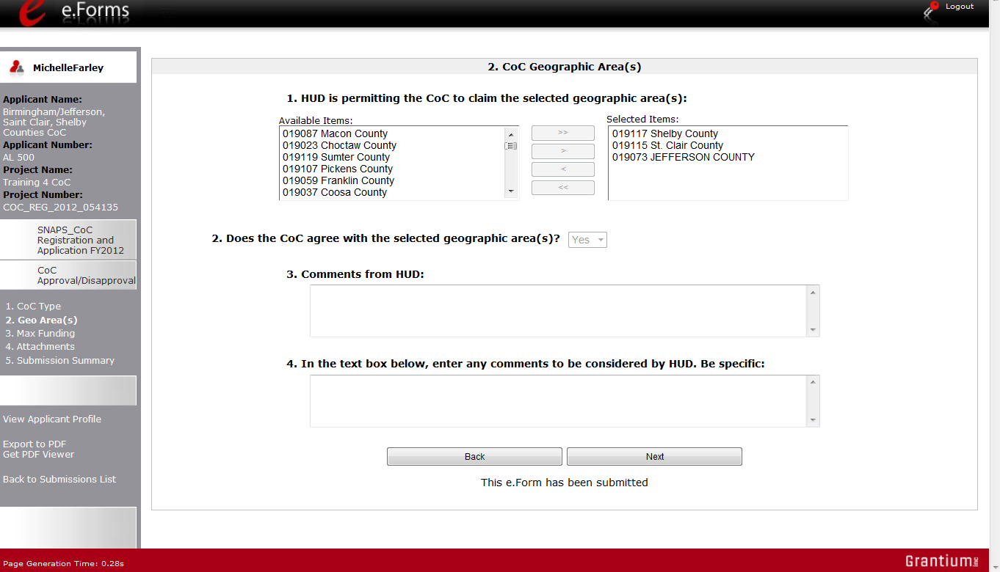 e.Forms
Logout
MichelleFarley
Applicant Name:
Birmingham/Jefferson,
Saint Clair, Shelby
Counties CoC
Applicant Number:
AL 500
Project Name:
Training 4 CoC
Project Number:
COC_REG_2012_054135
SNAPS_CoC
Registration and
Application FY2012
CoC
Approval/Disapproval
1. CoC Type
2. Geo Area(s)
3. Max Funding
4. Attachments
5. Submission Summary
View Applicant Profile
Export to PDF
Get PDF Viewer
Back to Submissions List
2. CoC Geographic Area(s)
1. HUD is permitting the CoC to claim the selected geographic area(s):
Available Items:
019087 Macon County
019023 Choctaw County
019119 Sumter County
019107 Pickens County
019059 Franklin County
019037 Coosa County
>>
>
<
<<
Selected Items:
019117 Shelby County
019115 St. Clair County
019073 JEFFERSON COUNTY
2. Does the CoC agree with the selected geographic area(s)? Yes
3. Comments from HUD:
4. In the text box below, enter any comments to be considered by HUD. Be specific:
Back Next
This e.Form has been submitted
Page Generation Time: 0.28s
Grantium inc